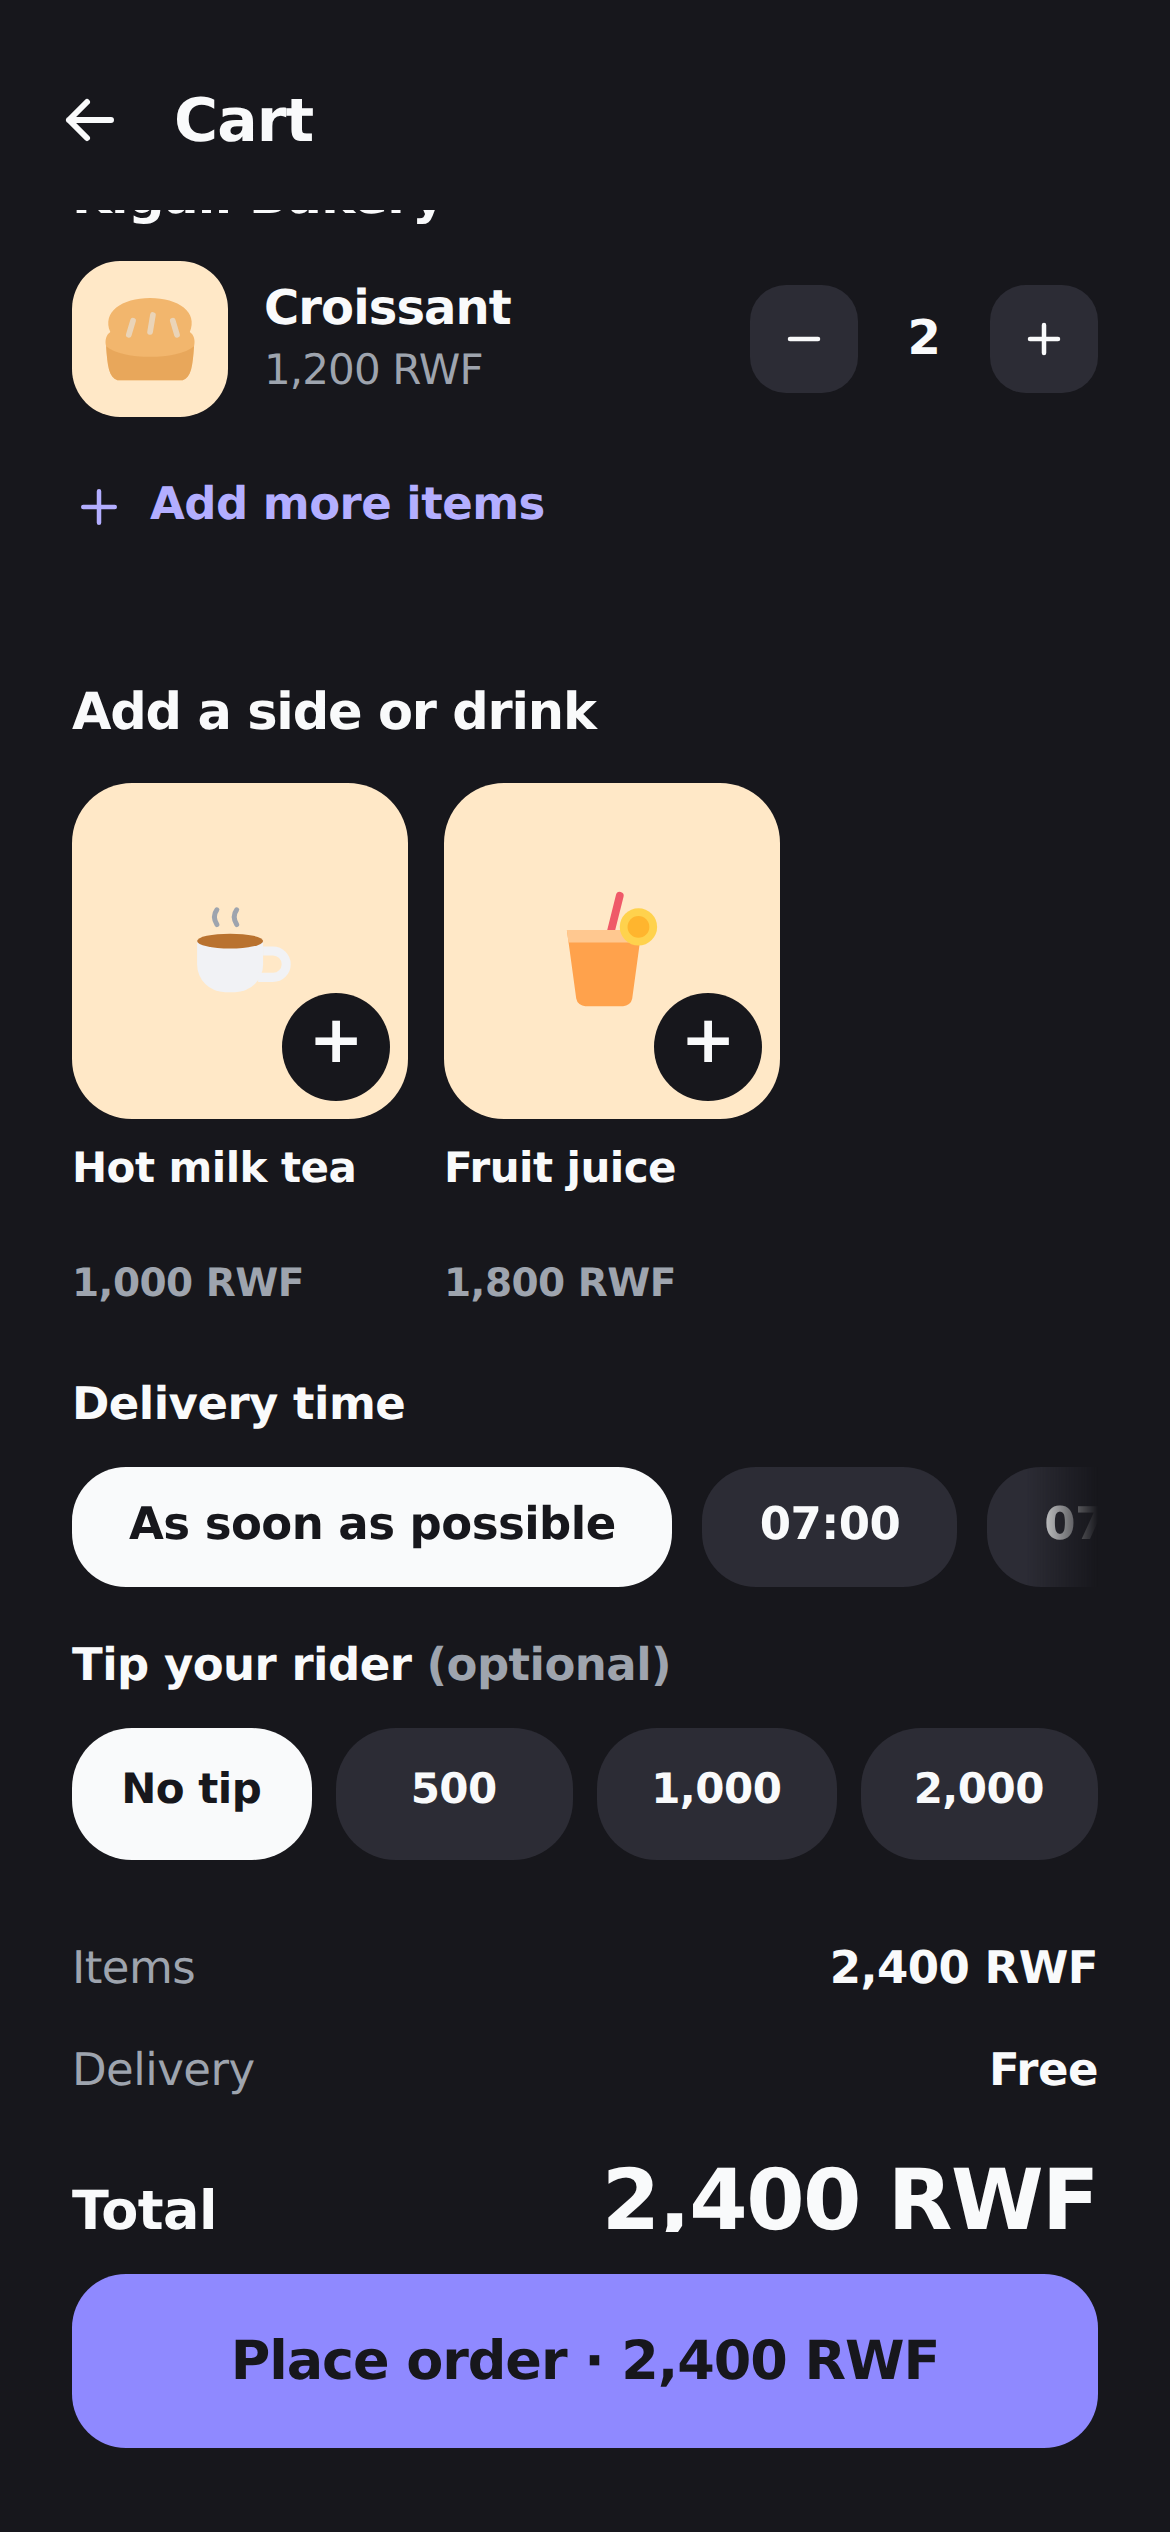 Cart
Bakery
Croissant
1,200 RWF
2
Add more items
Add a side or drink
Hot milk tea
Fruit juice
1,000 RWF
1,800 RWF
Delivery time
As soon as possible
07:00
07
Tip your rider (optional)
No tip
500
1,000
2,000
Items
2,400 RWF
Delivery
Free
Total
2,400 RWF
Place order · 2,400 RWF